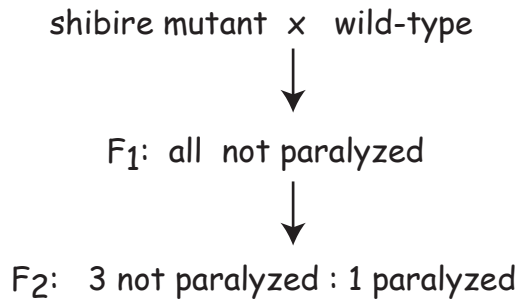 shibire mutant x wild-type
F1: all not paralyzed
F2: 3 not paralyzed : 1 paralyzed